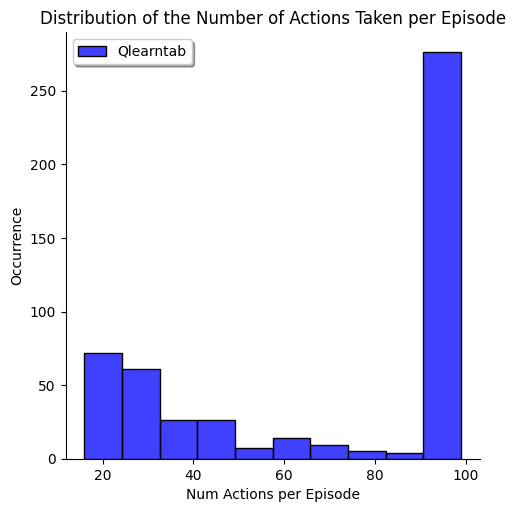 Distribution of the Number of Actions Taken per Episode
Qlearntab
250
200
150
100
50
0
Occurrence
20 40 60 80 100
Num Actions per Episode